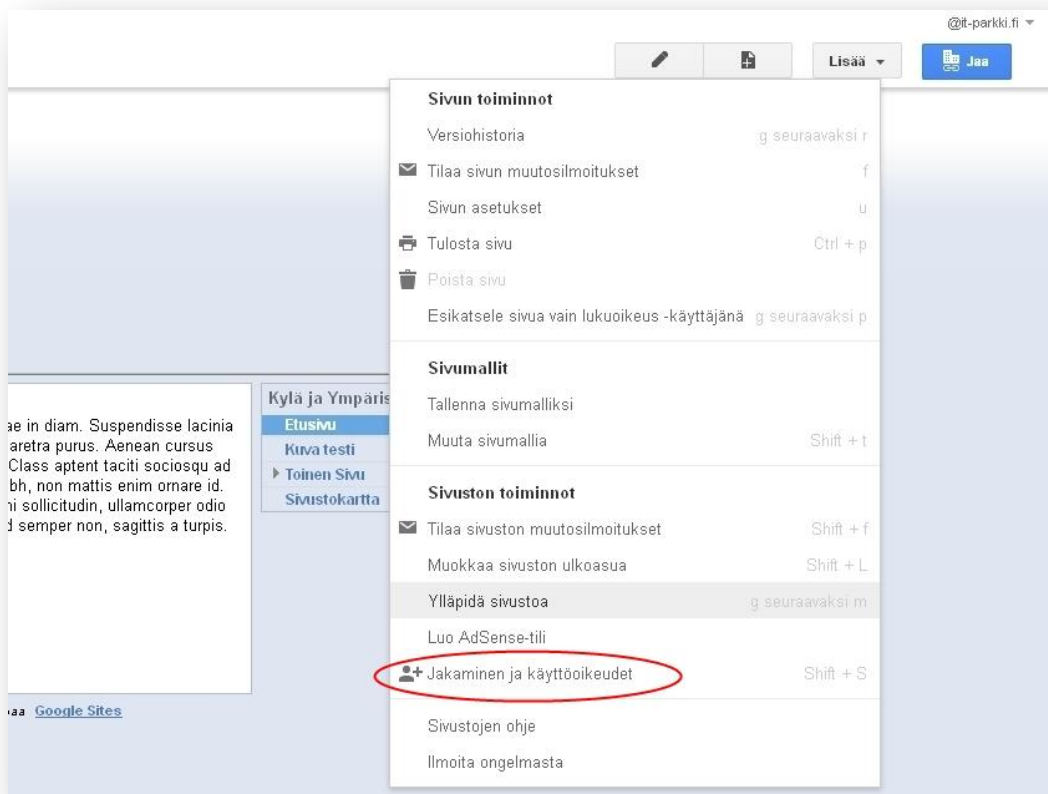 @it-parkki.fi
Lisää
Jaa
Sivun toiminnot
Versiohistoria g seuraavaksi r
Tilaa sivun muutosilmoitukset f
Sivun asetukset u
Tulosta sivu Ctrl + p
Poista sivu
Esikatsele sivua vain lukuoikeus -käyttäjänä g seuraavaksi p
Sivumallit
Tallenna sivumalliksi
Muuta sivumallia Shift + t
Sivuston toiminnot
Tilaa sivuston muutosilmoitukset Shift + f
Muokkaa sivuston ulkoasua Shift + L
Ylläpidä sivustoa g seuraavaksi m
Luo AdSense-tili
Jakaminen ja käyttöoikeudet Shift + S
Sivustojen ohje
Ilmoita ongelmasta
ae in diam. Suspendisse lacinia
aretra purus. Aenean cursus
Class aptent taciti sociosqu ad
bh, non mattis enim ornare id.
ni sollicitudin, ullamcorper odio
d semper non, sagittis a turpis.
Kylä ja Ympäris
Etusivu
Kuva testi
Toinen Sivu
Sivustokartta
Google Sites